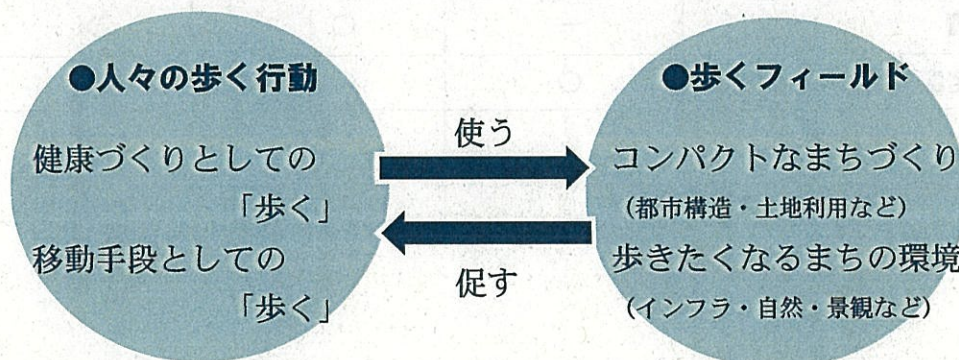 ●人々の歩く行動
健康づくりとしての
「歩く」
移動手段としての
「歩く」
使う
促す
●歩くフィールド
コンパクトなまちづくり
（都市構造・土地利用など）
歩きたくなるまちの環境
（インフラ・自然・景観など）